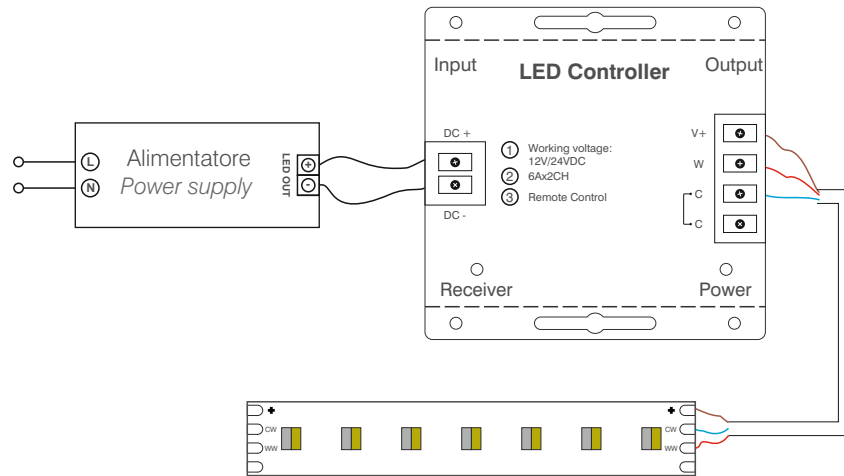 Input
LED Controller
Output
DC +
DC -
1 Working voltage:
12V/24VDC
2 6Ax2CH
3 Remote Control
V+
W
C
C
Receiver
Power
L
N
Alimentatore
Power supply
LED OUT
+
-
+
CW
WW
+
CW
WW